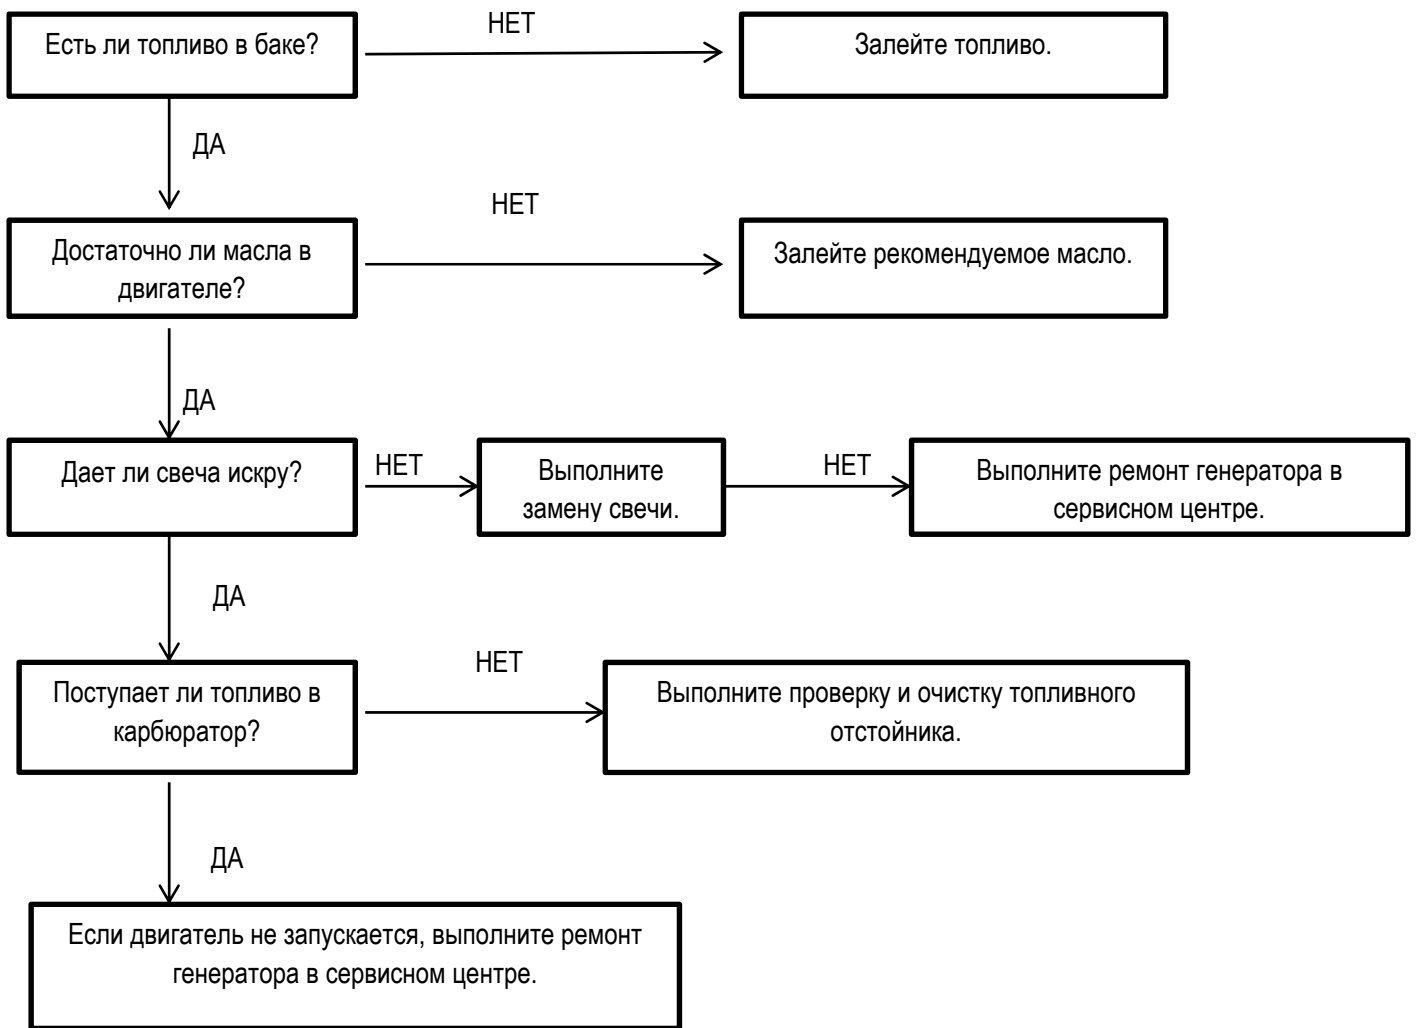 Есть ли топливо в баке?
НЕТ
Залейте топливо.
ДА
Достаточно ли масла в
двигателе?
НЕТ
Залейте рекомендуемое масло.
ДА
Дает ли свеча искру?
НЕТ
Выполните
замену свечи.
НЕТ
Выполните ремонт генератора в
сервисном центре.
ДА
Поступает ли топливо в
карбюратор?
НЕТ
Выполните проверку и очистку топливного
отстойника.
ДА
Если двигатель не запускается, выполните ремонт
генератора в сервисном центре.